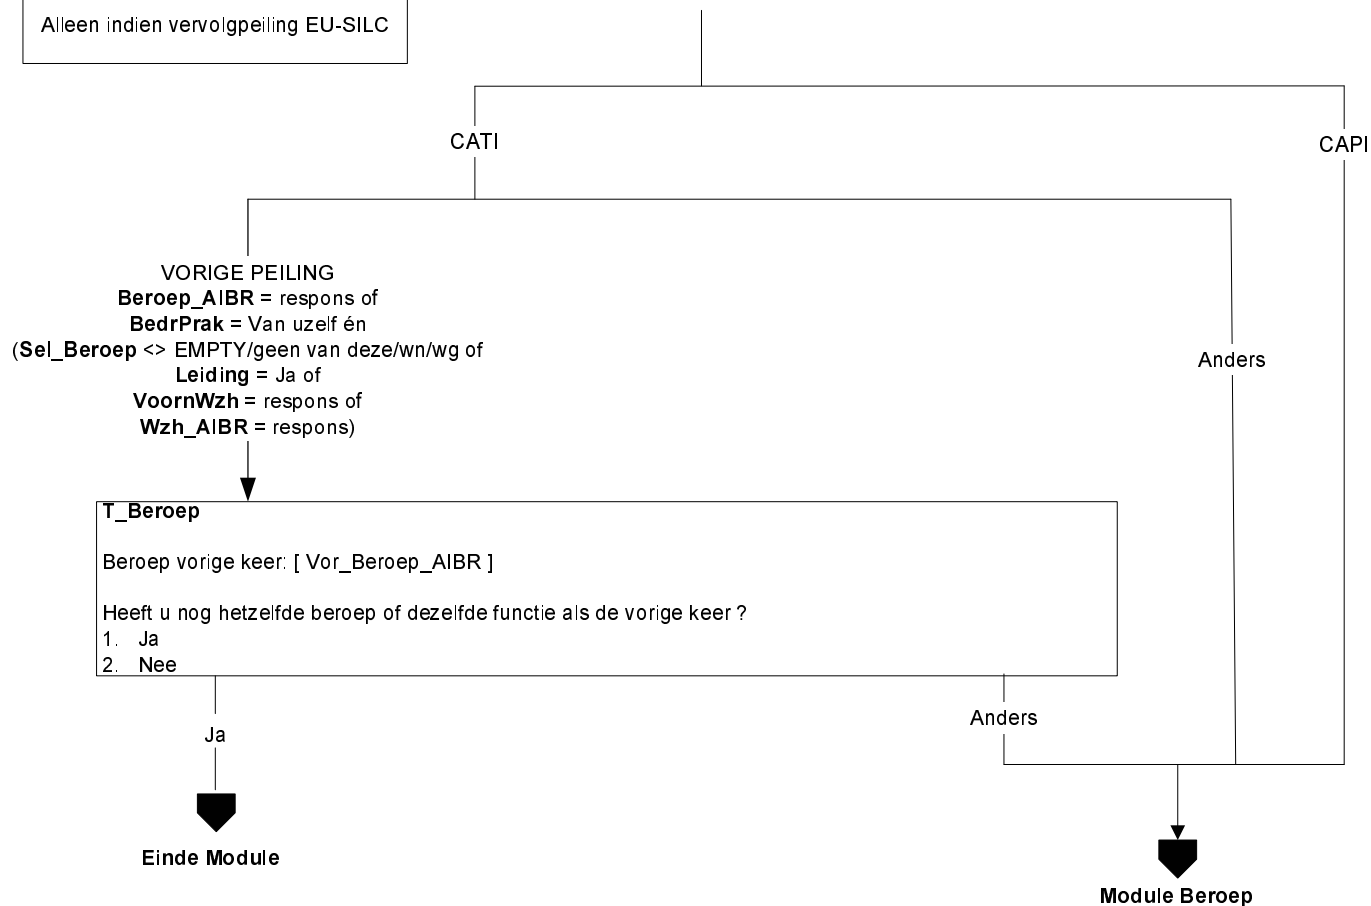 Alleen indien vervolgpeiling EU-SILC
CATI
CAPI
VORIGE PEILING
Beroep_AIBR = respons of
BedrPrak = Van uzelf én
(Sel_Beroep <> EMPTY/geen van deze/wn/wg of
Leiding = Ja of
VoornWzh = respons of
Wzh_AIBR = respons)
Anders
T_Beroep
Beroep vorige keer: [ Vor_Beroep_AIBR ]
Heeft u nog hetzelfde beroep of dezelfde functie als de vorige keer ?
1. Ja
2. Nee
Ja
Anders
Einde Module
Module Beroep